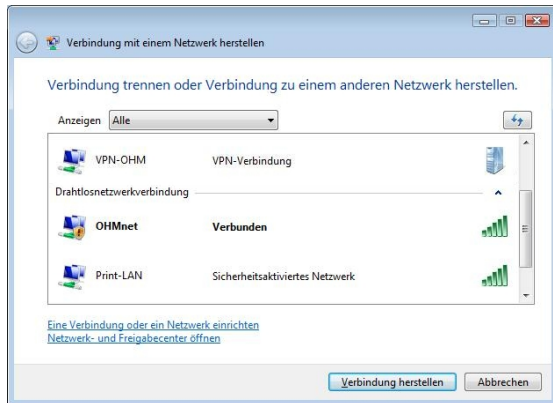 Verbindung mit einem Netzwerk herstellen
Verbindung trennen oder Verbindung zu einem anderen Netzwerk herstellen.
Anzeigen Alle
VPN-OHM VPN-Verbindung
Drahtlosnetzwerkverbindung
OHMnet Verbunden
Print-LAN Sicherheitsaktiviertes Netzwerk
Eine Verbindung oder ein Netzwerk einrichten
Netzwerk- und Freigabecenter öffnen
Verbindung herstellen Abbrechen